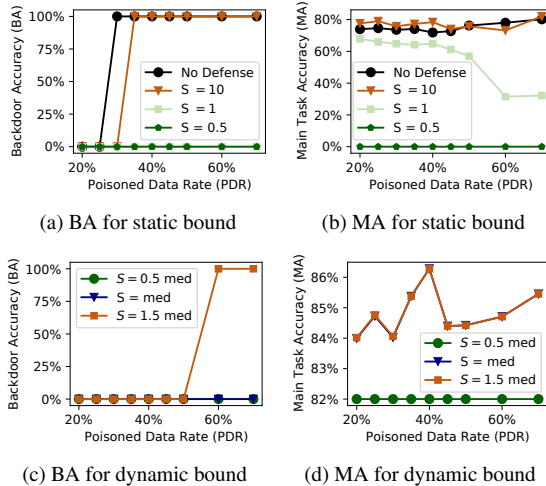 Backdoor Accuracy (BA)
100%
75%
50%
25%
0%
No Defense
S = 10
S = 1
S = 0.5
20%
40%
60%
Poisoned Data Rate (PDR)
(a) BA for static bound
Main Task Accuracy (MA)
80%
60%
40%
20%
0%
No Defense
S = 10
S = 1
S = 0.5
20%
40%
60%
Poisoned Data Rate (PDR)
(b) MA for static bound
Backdoor Accuracy (BA)
100%
75%
50%
25%
0%
S = 0.5 med
S = med
S = 1.5 med
20%
40%
60%
Poisoned Data Rate (PDR)
(c) BA for dynamic bound
Main Task Accuracy (MA)
86%
85%
84%
83%
82%
S = 0.5 med
S = med
S = 1.5 med
20%
40%
60%
Poisoned Data Rate (PDR)
(d) MA for dynamic bound